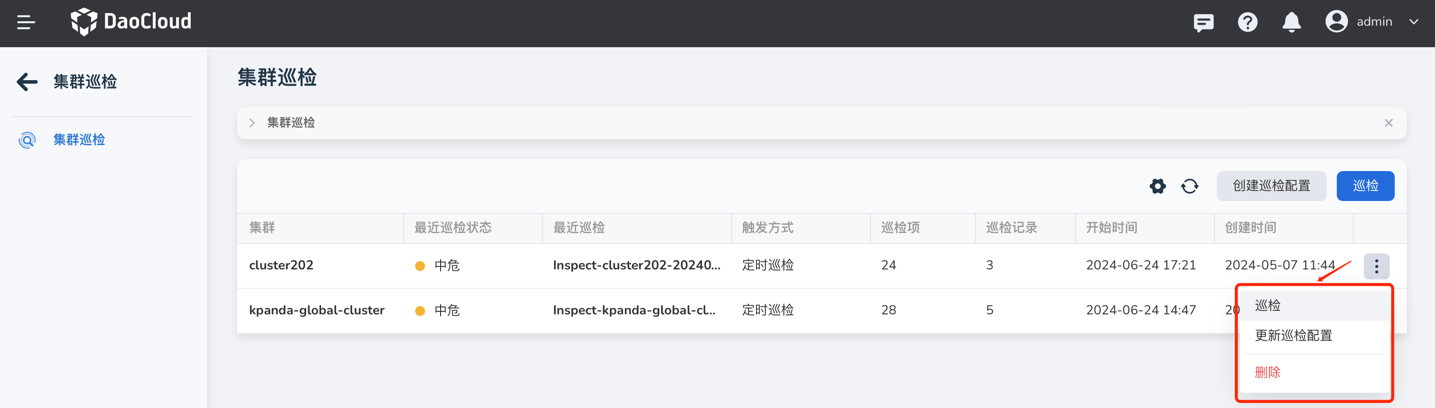 DaoCloud
admin
集群巡检
集群巡检
集群巡检
集群巡检
创建巡检配置
巡检
集群 最近巡检状态 最近巡检 触发方式 巡检项 巡检记录 开始时间 创建时间
cluster202 中危 Inspect-cluster202-20240... 定时巡检 24 3 2024-06-24 17:21 2024-05-07 11:44
kpanda-global-cluster 中危 Inspect-kpanda-global-cl... 定时巡检 28 5 2024-06-24 14:47 20
巡检
更新巡检配置
删除